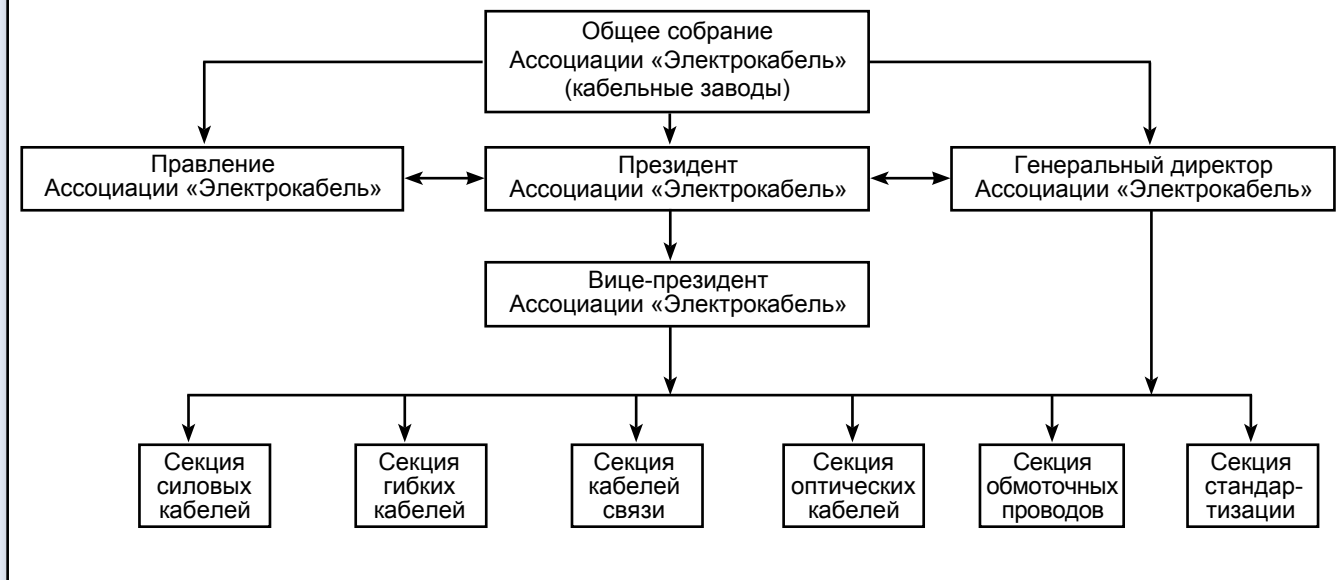 Общее собрание
Ассоциации «Электрокабель»
(кабельные заводы)
Правление
Ассоциации «Электрокабель»
Президент
Ассоциации «Электрокабель»
Генеральный директор
Ассоциации «Электрокабель»
Вице-президент
Ассоциации «Электрокабель»
Секция
силовых
кабелей
Секция
гибких
кабелей
Секция
кабелей
связи
Секция
оптических
кабелей
Секция
обмоточных
проводов
Секция
стандар-
тизации